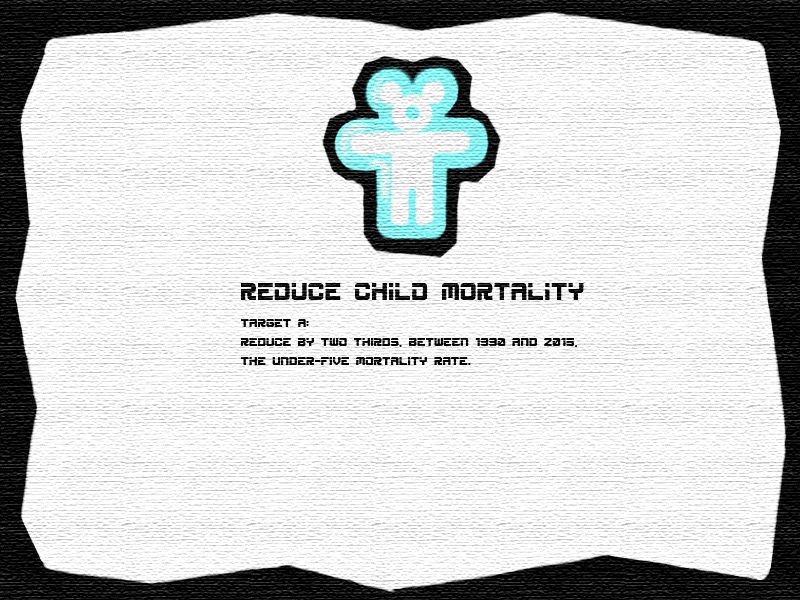 REDUCE CHILD MORTALITY
TARGET A:
REDUCE BY TWO THIRDS, BETWEEN 1990 AND 2015,
THE UNDER-FIVE MORTALITY RATE.